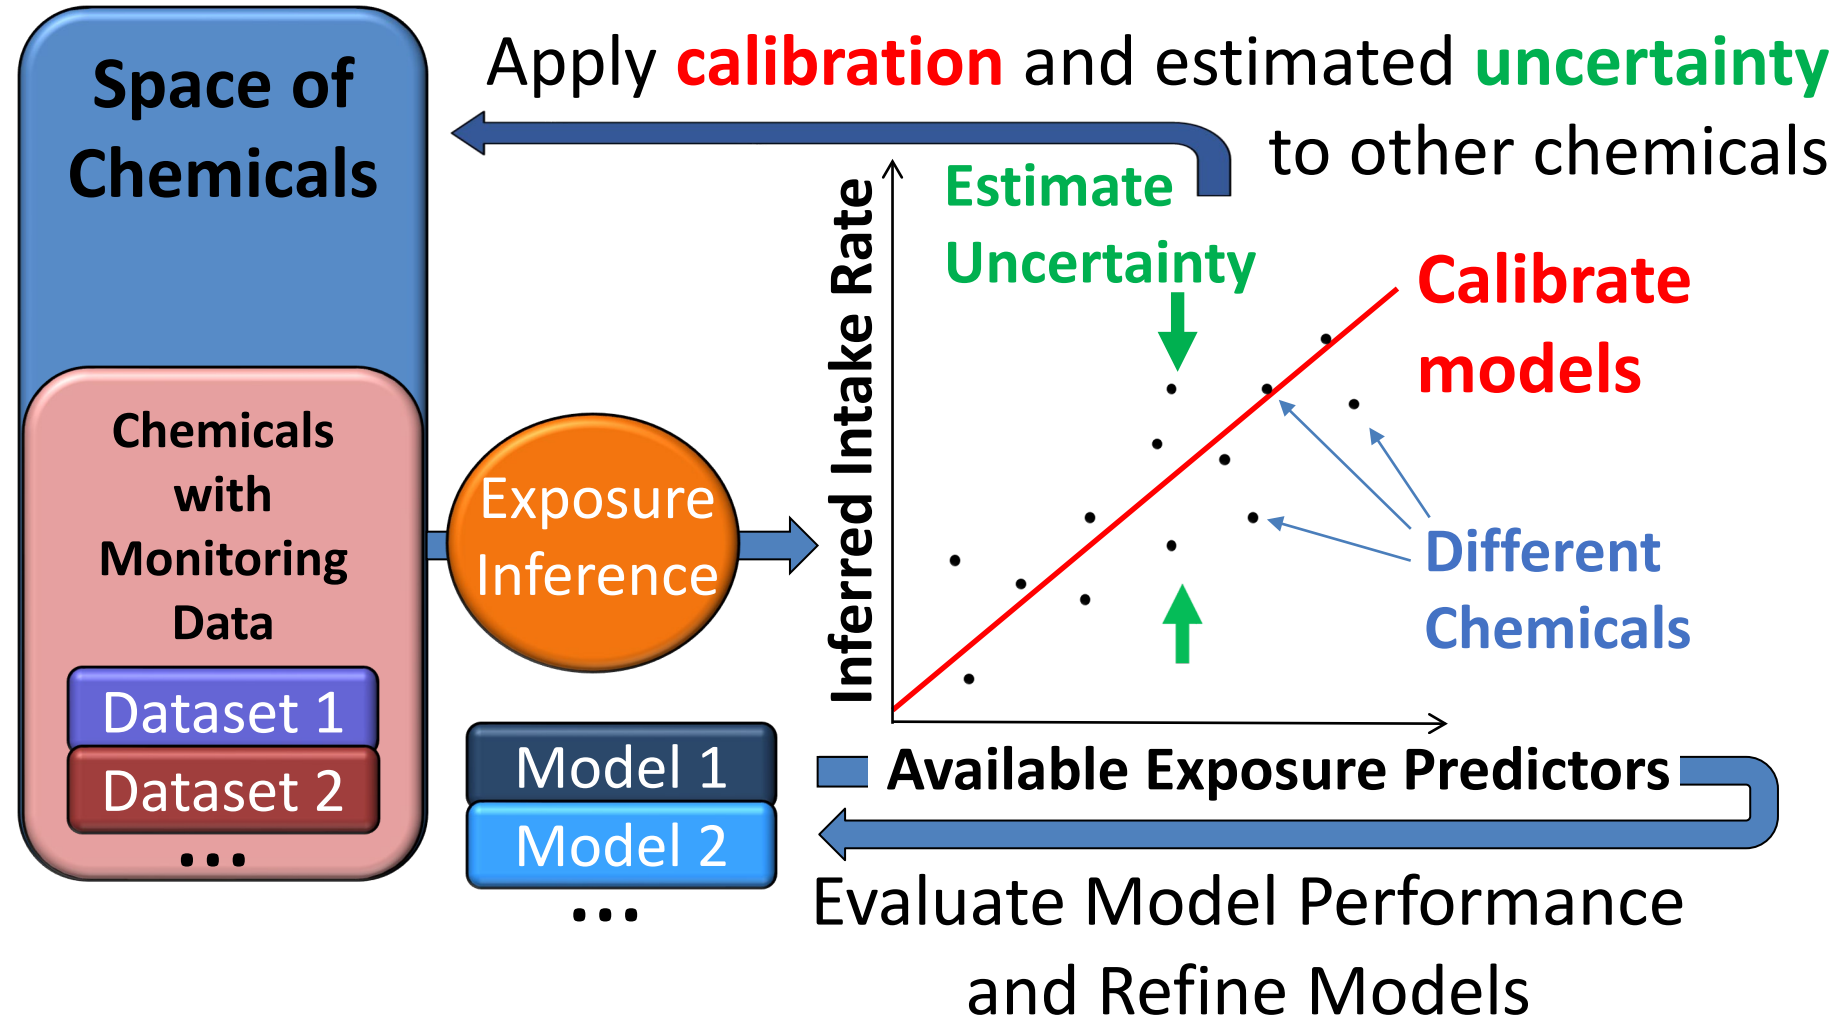 Space of
Chemicals
Apply calibration and estimated uncertainty
to other chemicals
Chemicals
with
Monitoring
Data
Dataset 1
Dataset 2
...
Exposure
Inference
Model 1
Model 2
...
Inferred Intake Rate
Estimate
Uncertainty
Calibrate
models
Different
Chemicals
Available Exposure Predictors
Evaluate Model Performance
and Refine Models